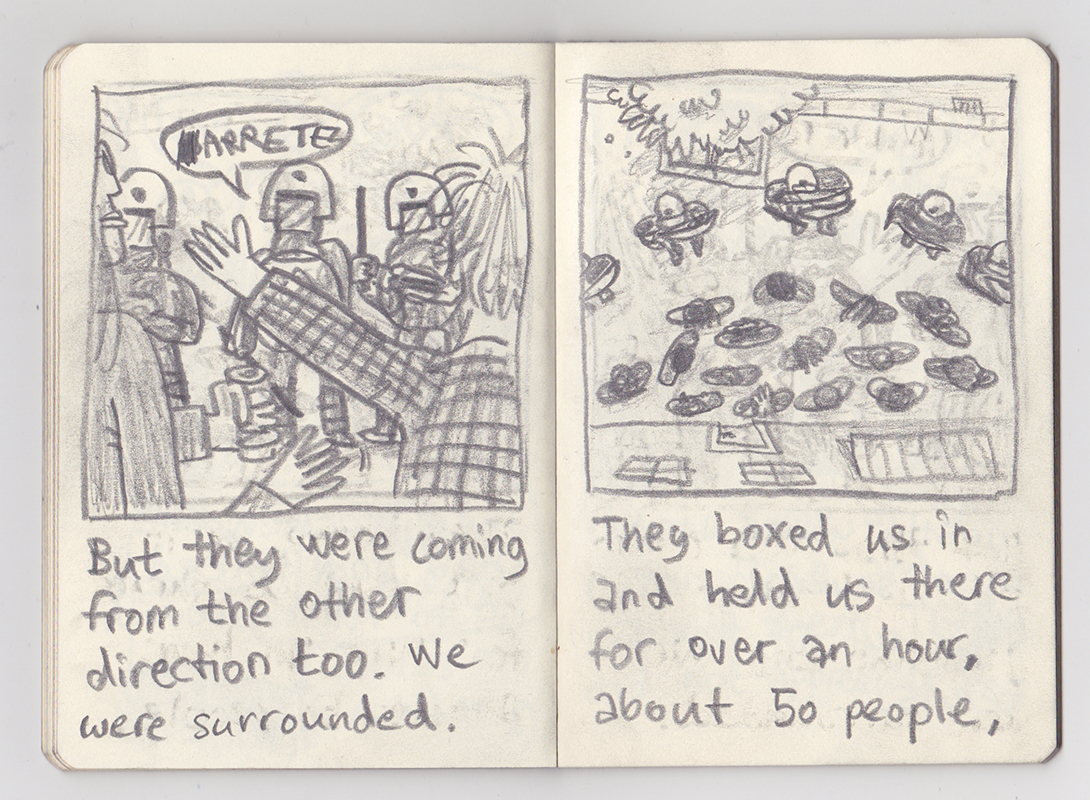 ARRETE
But they were coming
from the other
direction too. We
were surrounded.
They boxed us in
and held us there
for over an hour,
about 50 people,